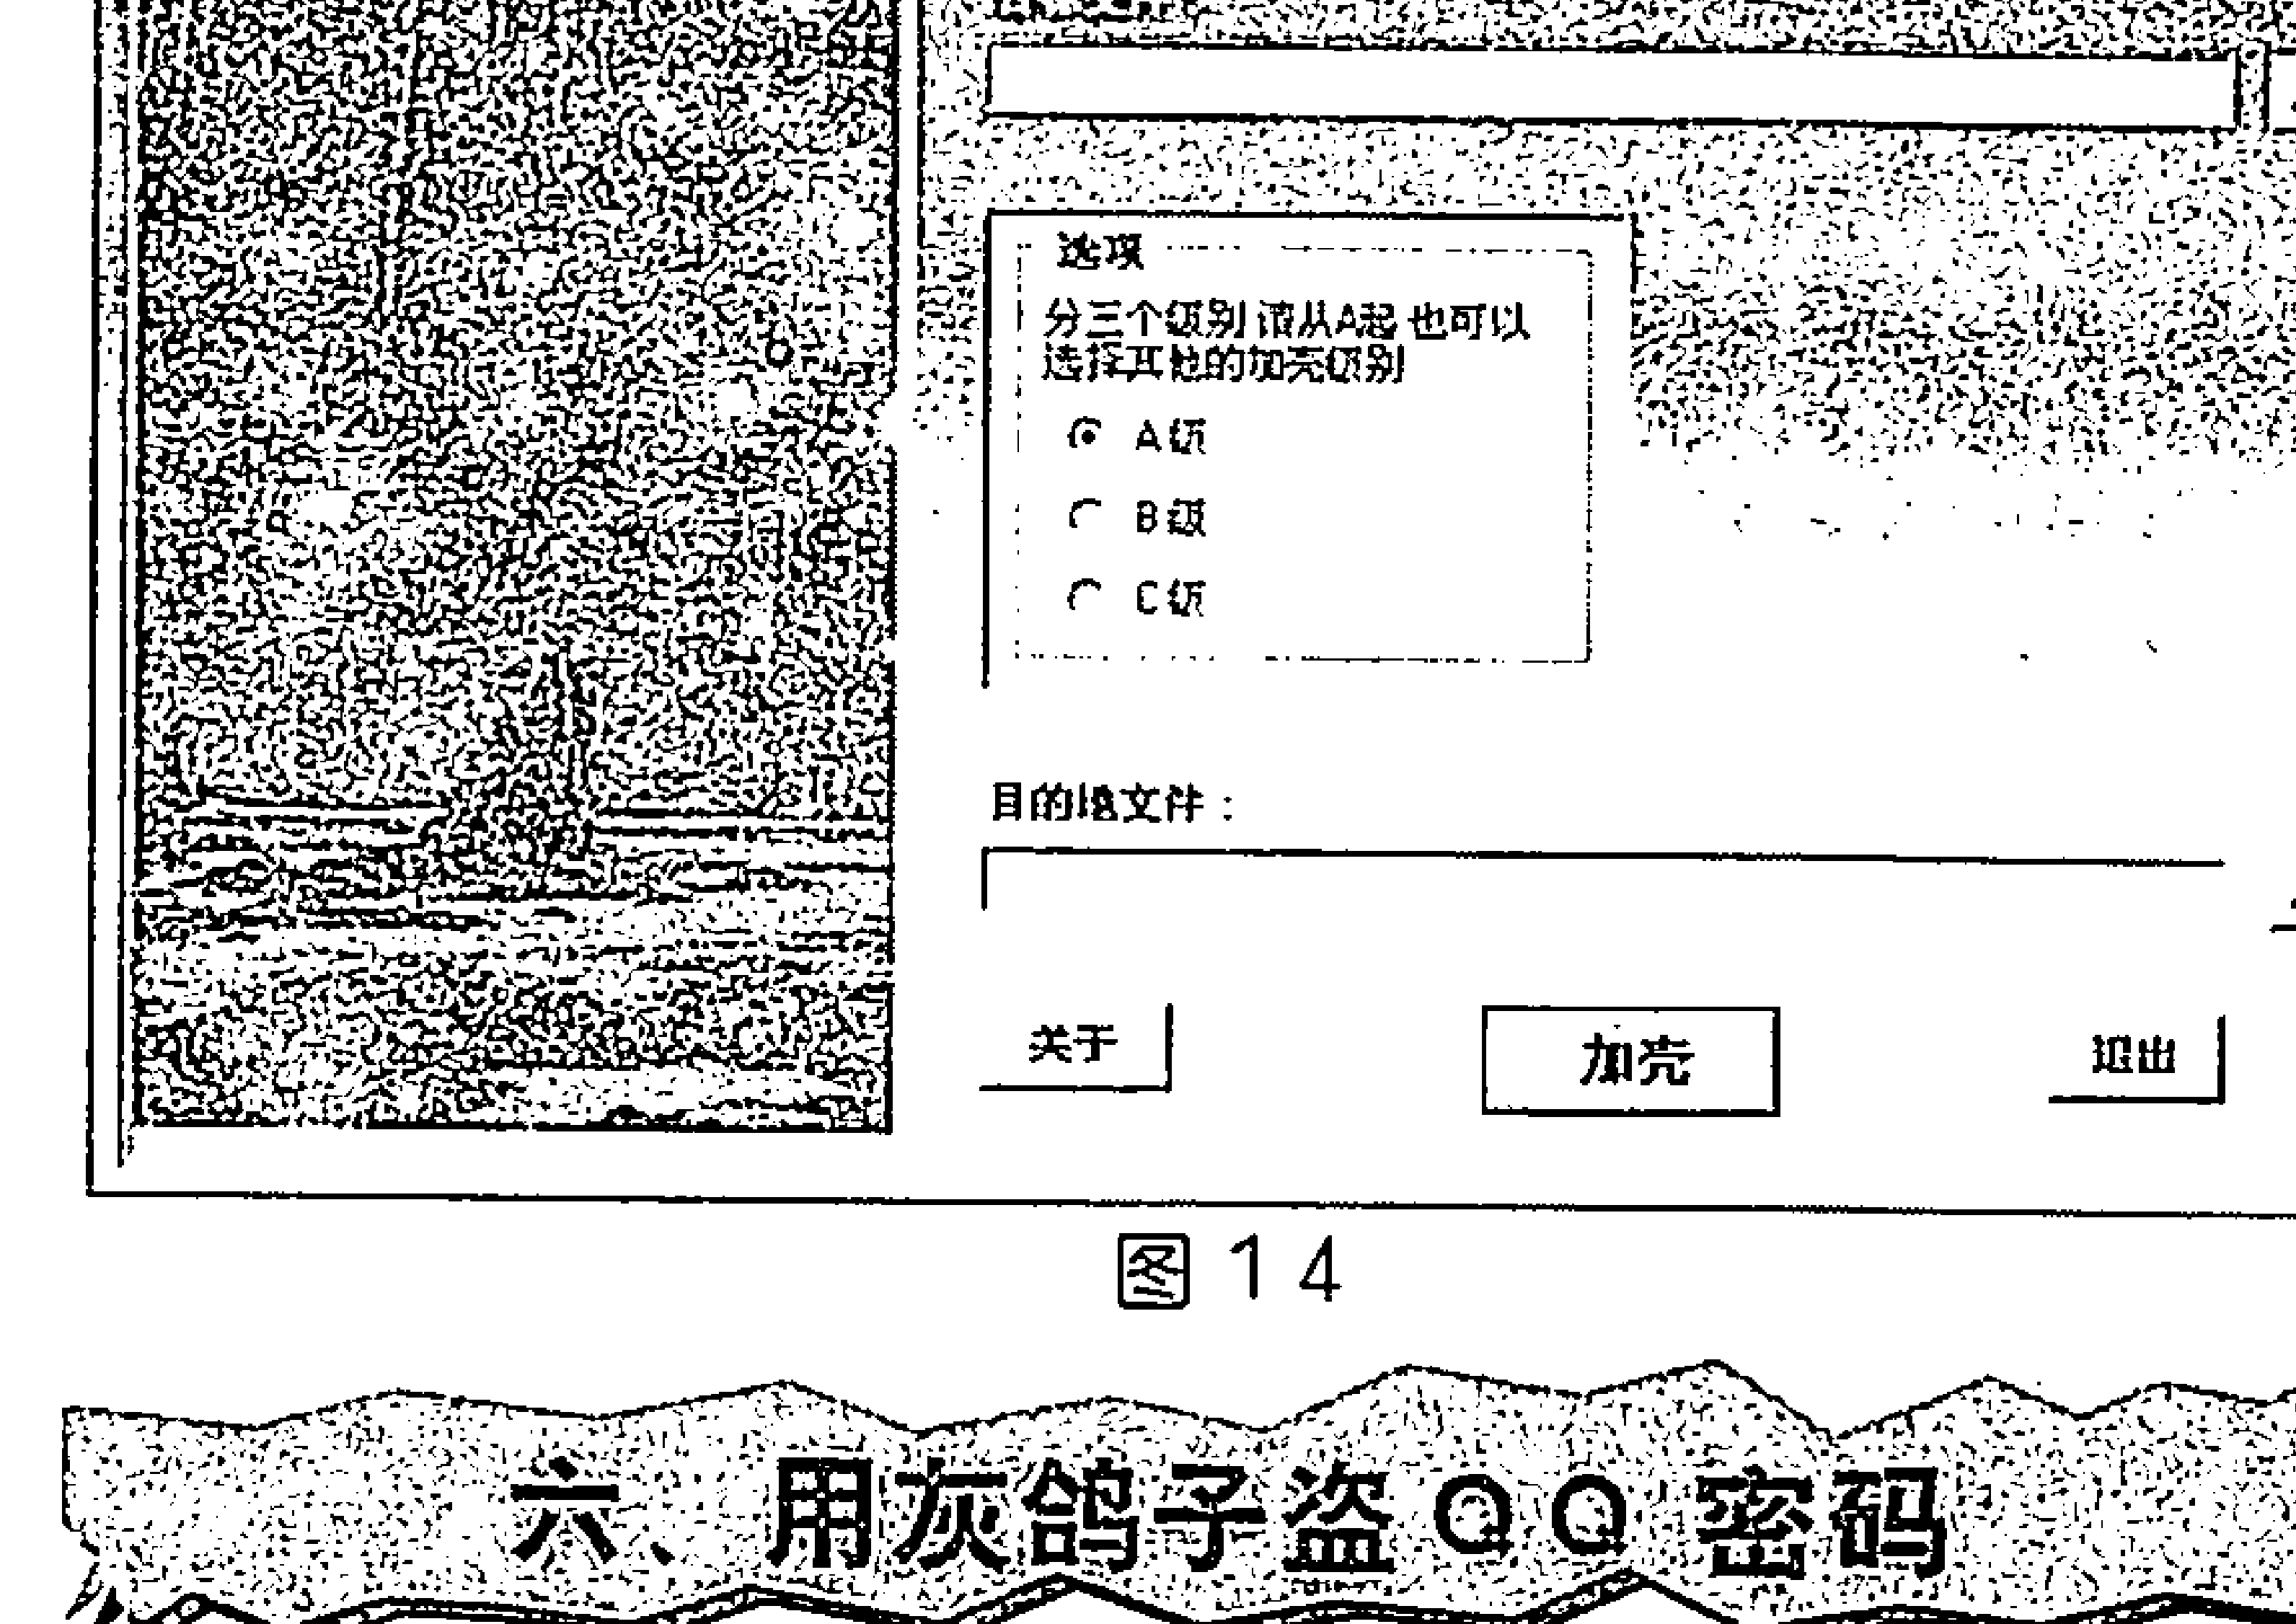 选项
分三个级别 请从A起 也可以
选择其他的加壳级别
A级
B级
C级
目的地文件：
关于 加壳 退出
图14
六、用灰鸽子盗QQ密码